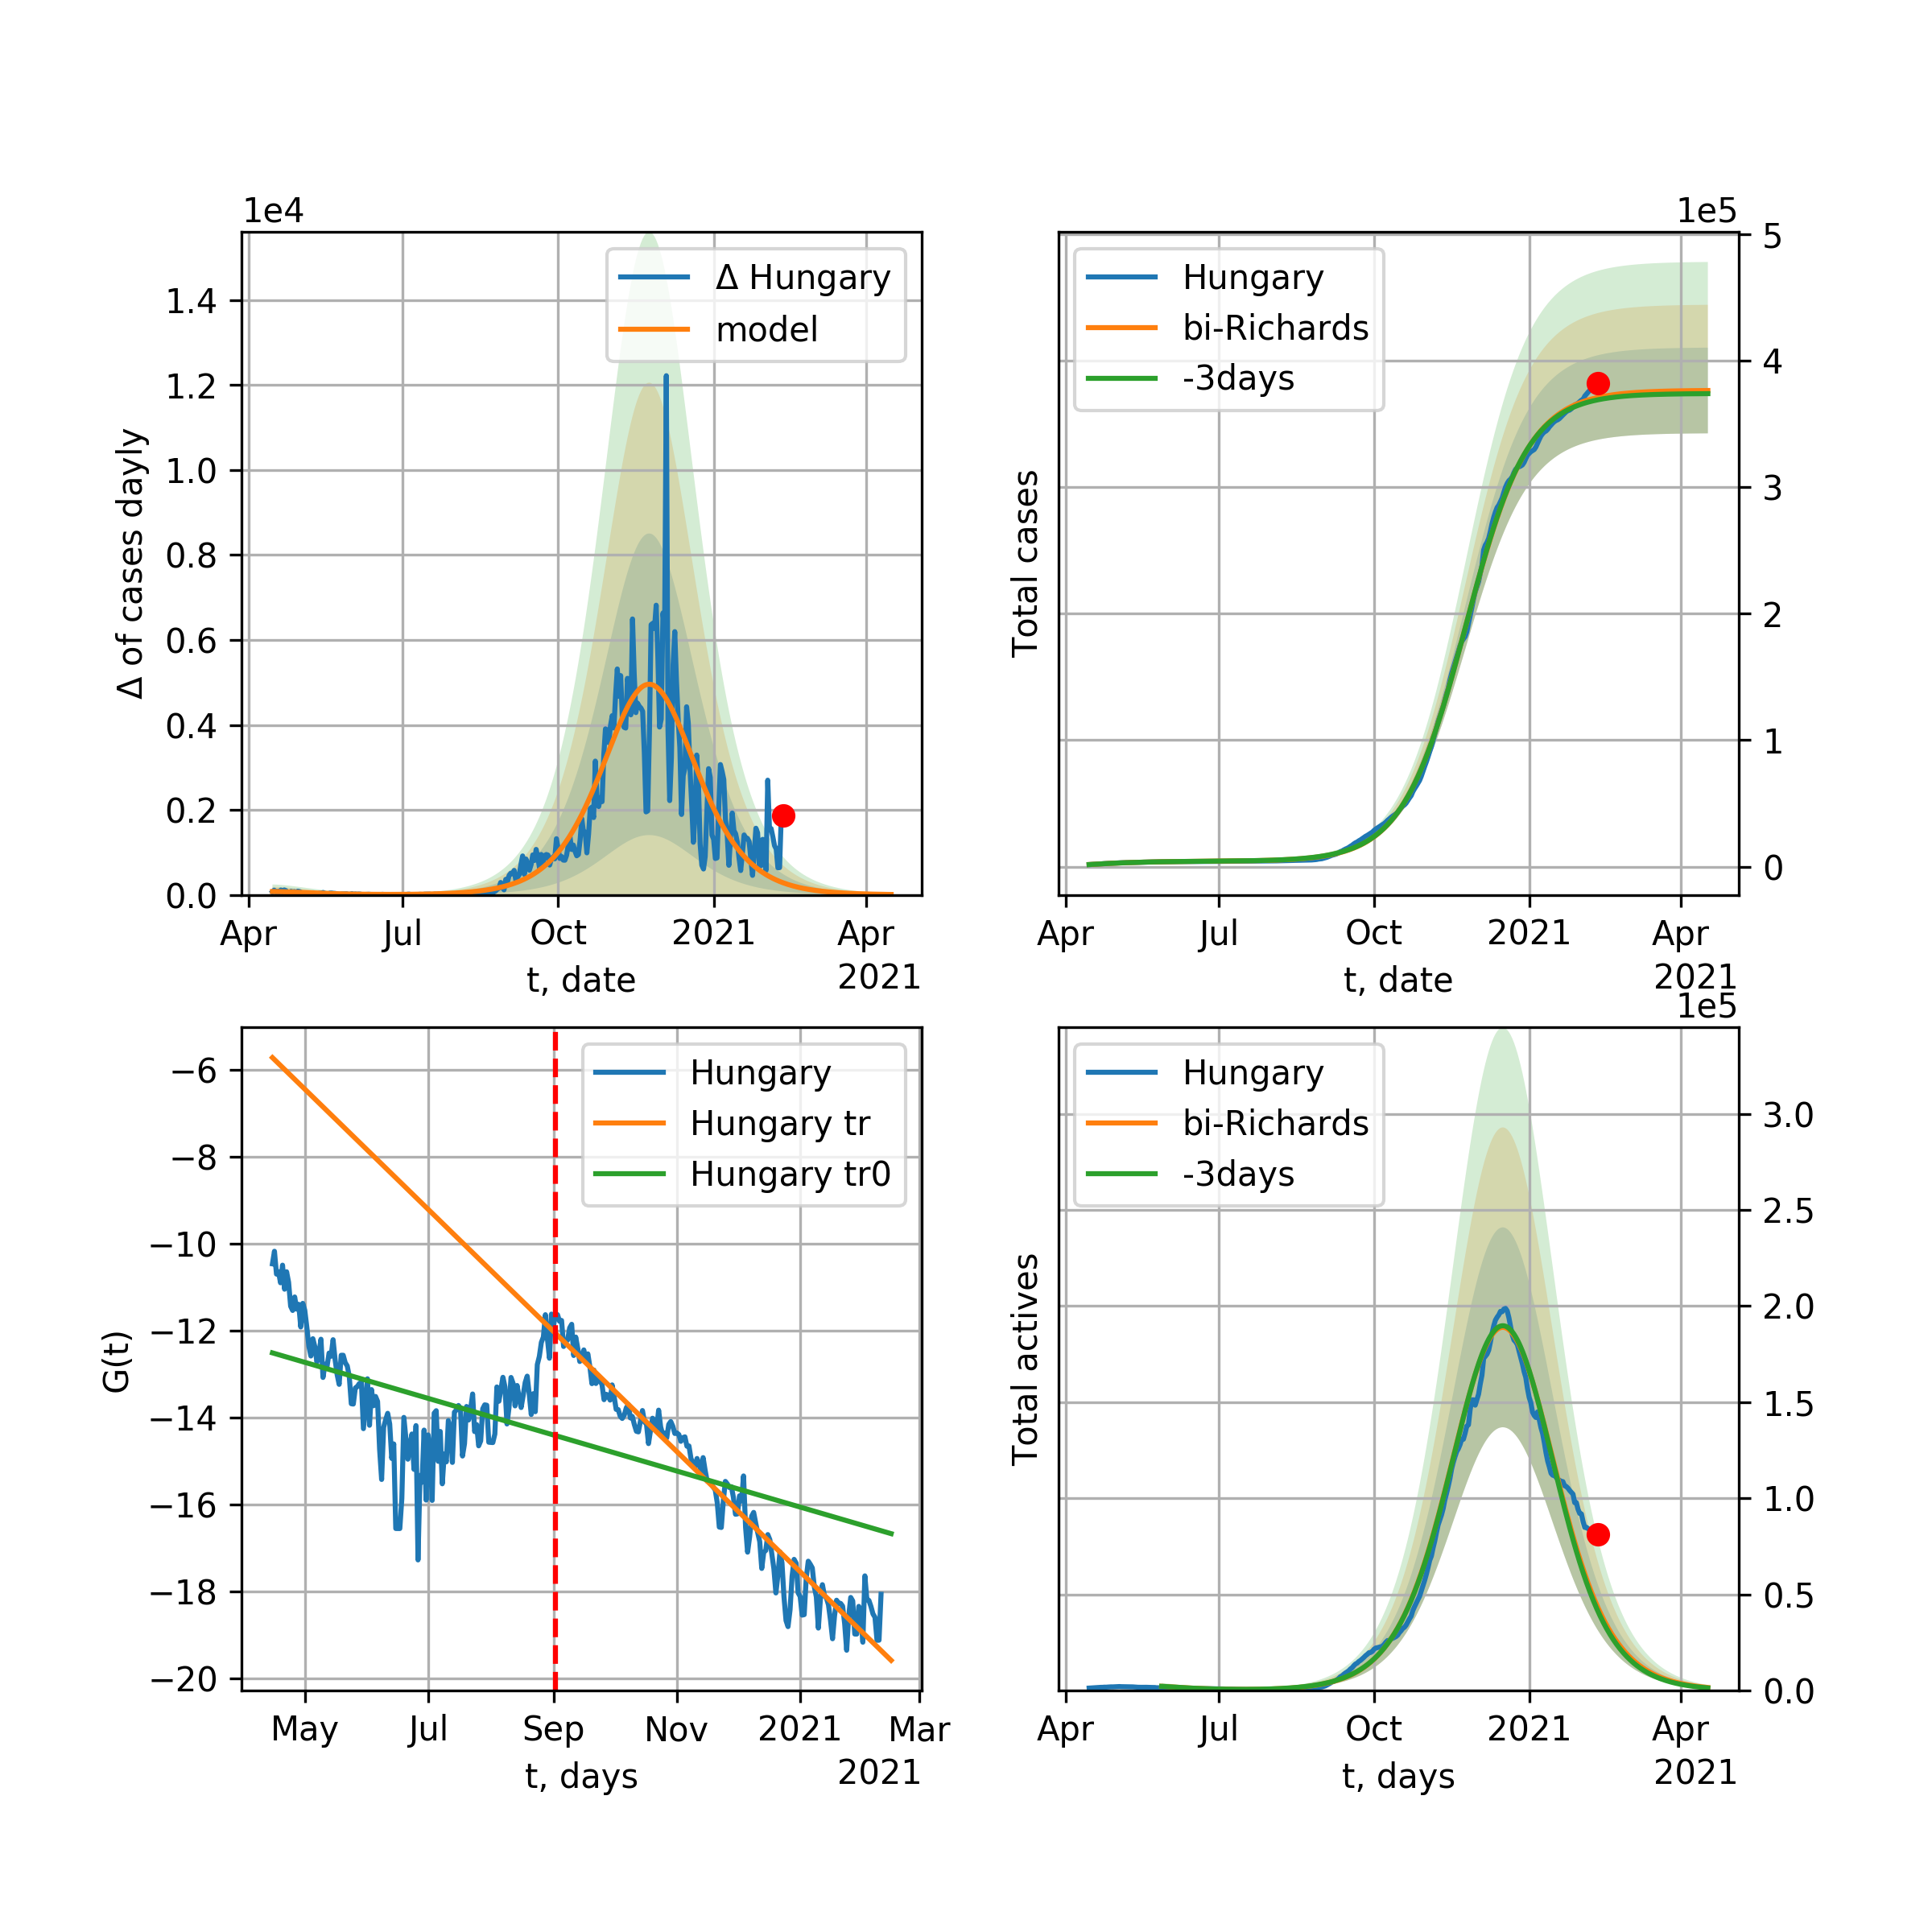 1e4
Δ of cases dayly
1.4
1.2
1.0
0.8
0.6
0.4
0.2
0.0
Δ Hungary
model
Apr Jul Oct 2021 Apr
t, date
2021
1e5
Total cases
Hungary
bi-Richards
-3days
5
4
3
2
1
0
Apr Jul Oct 2021 Apr
t, date
2021
G(t)
−6
−8
−10
−12
−14
−16
−18
−20
Hungary
Hungary tr
Hungary tr0
May Jul Sep Nov 2021 Mar
t, days
2021
1e5
Total actives
Hungary
bi-Richards
-3days
3.0
2.5
2.0
1.5
1.0
0.5
0.0
Apr Jul Oct 2021 Apr
t, days
2021